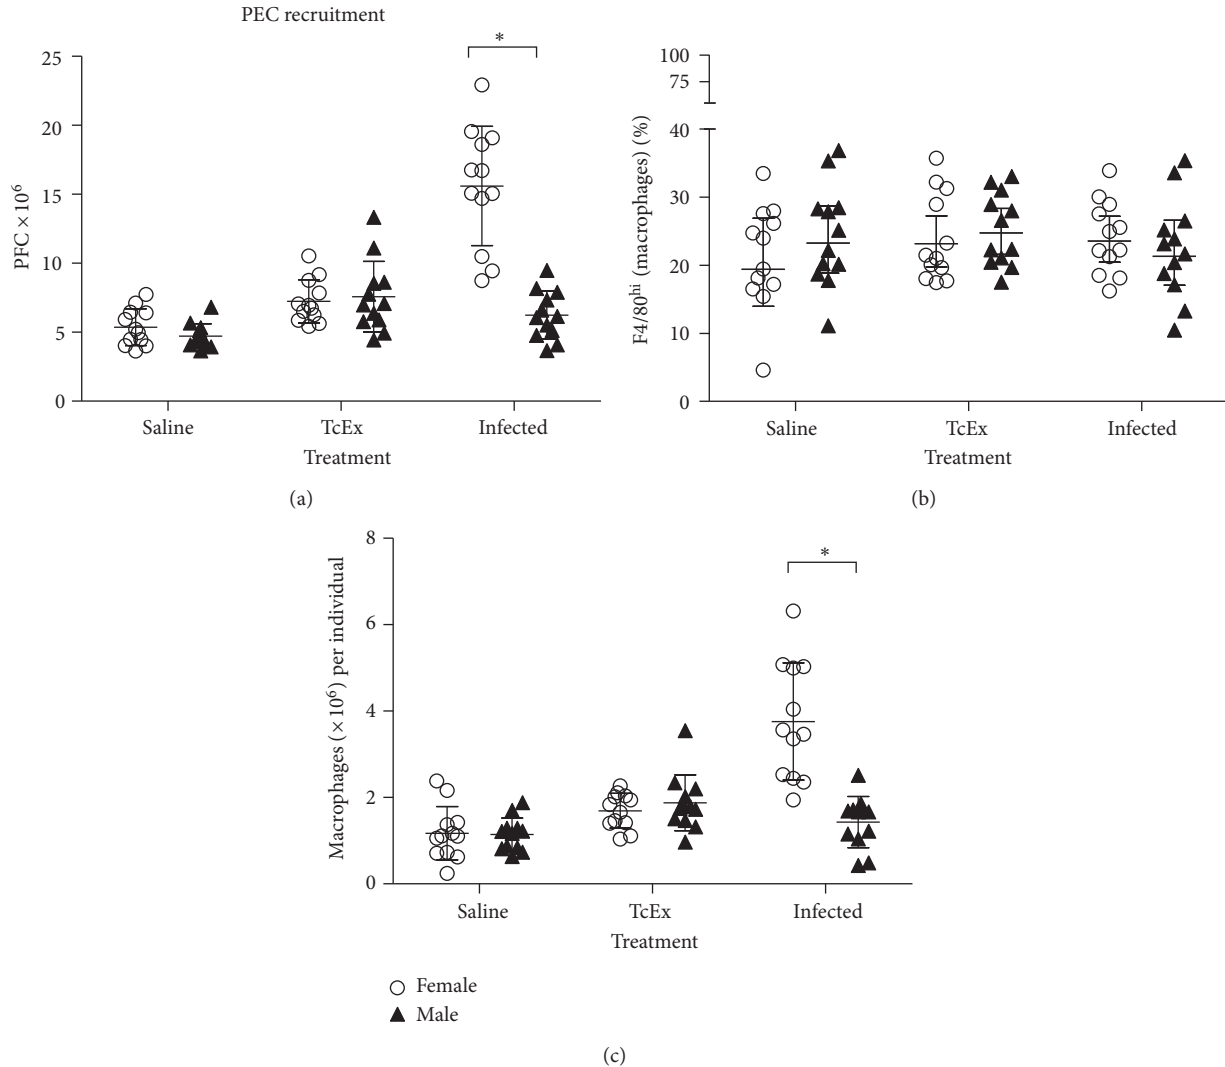 PEC recruitment
*
25
20
15
10
5
0
PFC × 10⁶
Saline TcEx Infected
Treatment
(a)
100
75
40
30
20
10
0
F4/80ʰⁱ (macrophages) (%)
Saline TcEx Infected
Treatment
(b)
8
6
4
2
0
Macrophages (×10⁶) per individual
*
Saline TcEx Infected
Treatment
Female
Male
(c)